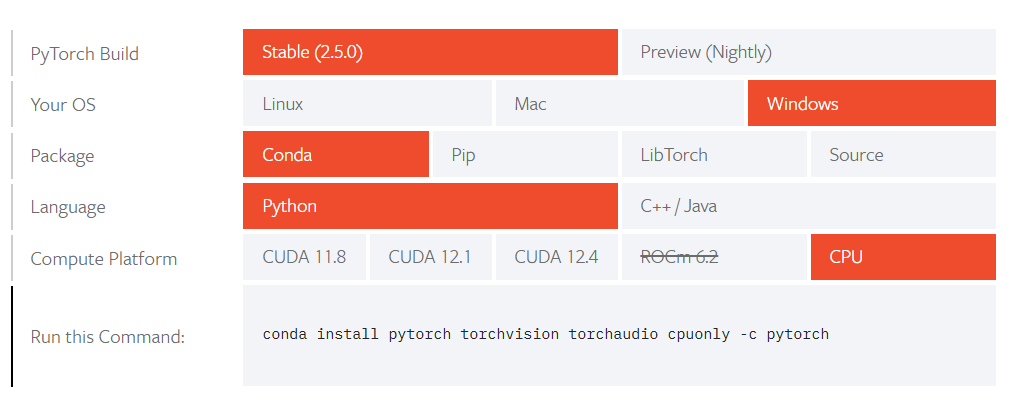 PyTorch Build Stable (2.5.0) Preview (Nightly)
Your OS Linux Mac Windows
Package Conda Pip LibTorch Source
Language Python C++ / Java
Compute Platform CUDA 11.8 CUDA 12.1 CUDA 12.4 ROCm 6.2 CPU
Run this Command: conda install pytorch torchvision torchaudio cpuonly -c pytorch